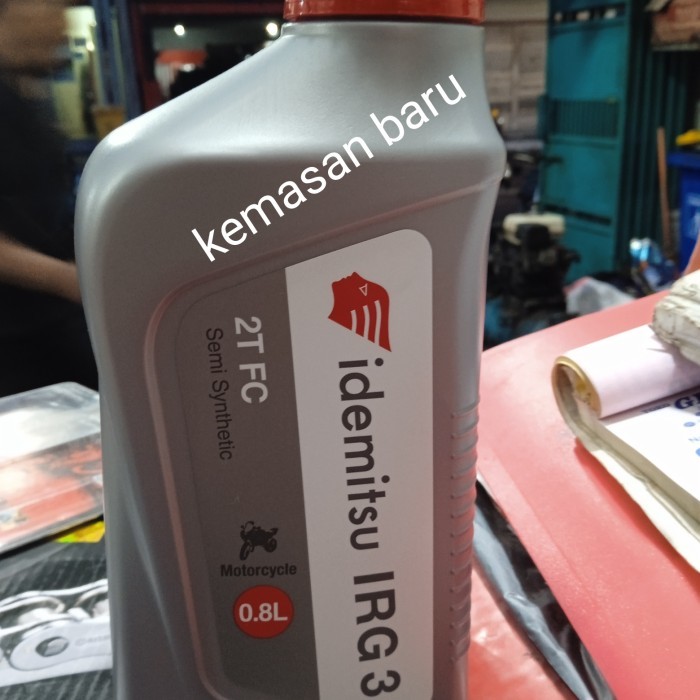 kemasan baru
idemitsu IRG 3
2T FC
Semi Synthetic
Motorcycle
0.8L